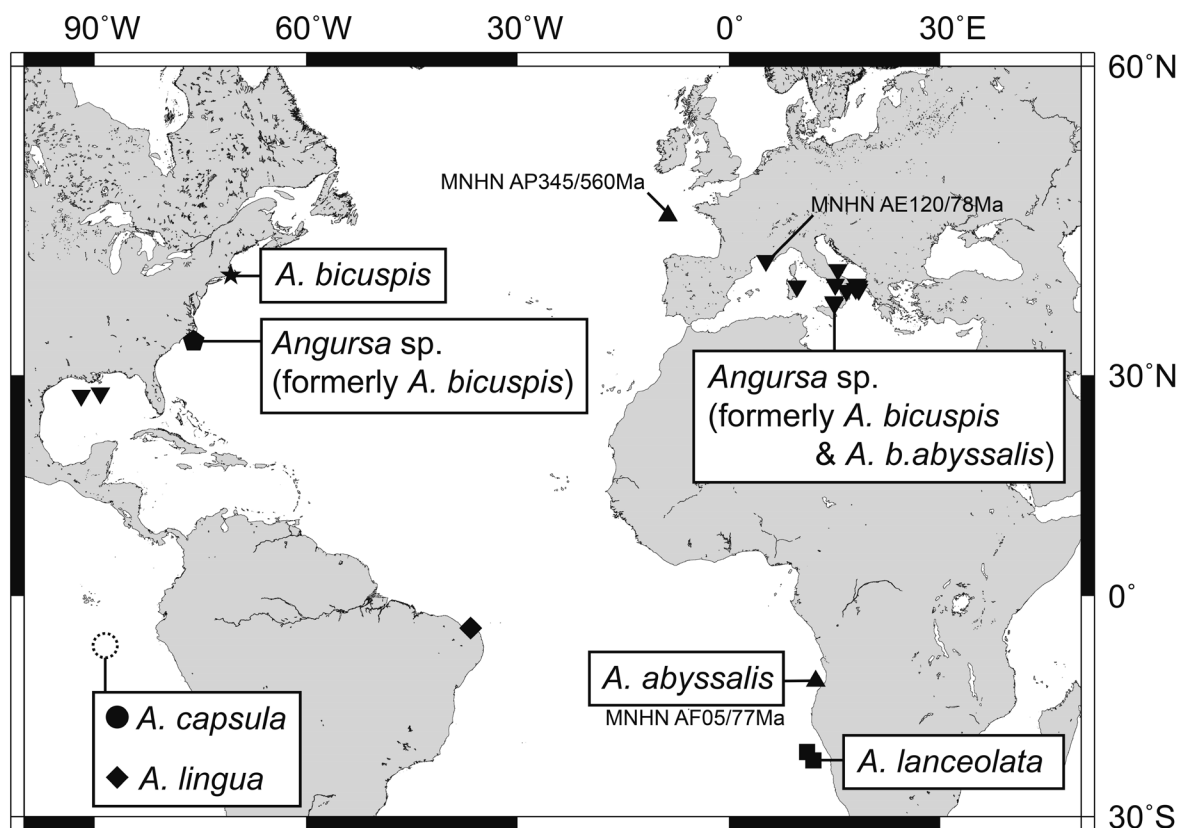 90˚W 60˚W 30˚W 0˚ 30˚E
60˚N
MNHN AP345/560Ma
MNHN AE120/78Ma
A. bicuspis
Angursa sp.
(formerly A. bicuspis)
30˚N
Angursa sp.
(formerly A. bicuspis
& A. b.abyssalis)
0˚
A. abyssalis
MNHN AF05/77Ma
A. capsula
A. lingua
A. lanceolata
30˚S